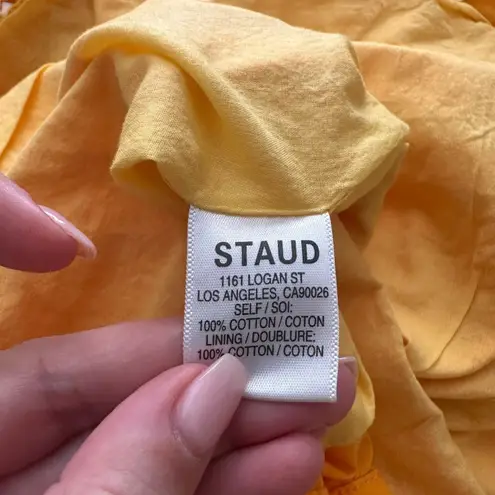 STAUD
1161 LOGAN ST
LOS ANGELES, CA90026
SELF / SOI:
100% COTTON / COTON
LINING / DOUBLURE:
100% COTTON / COTON